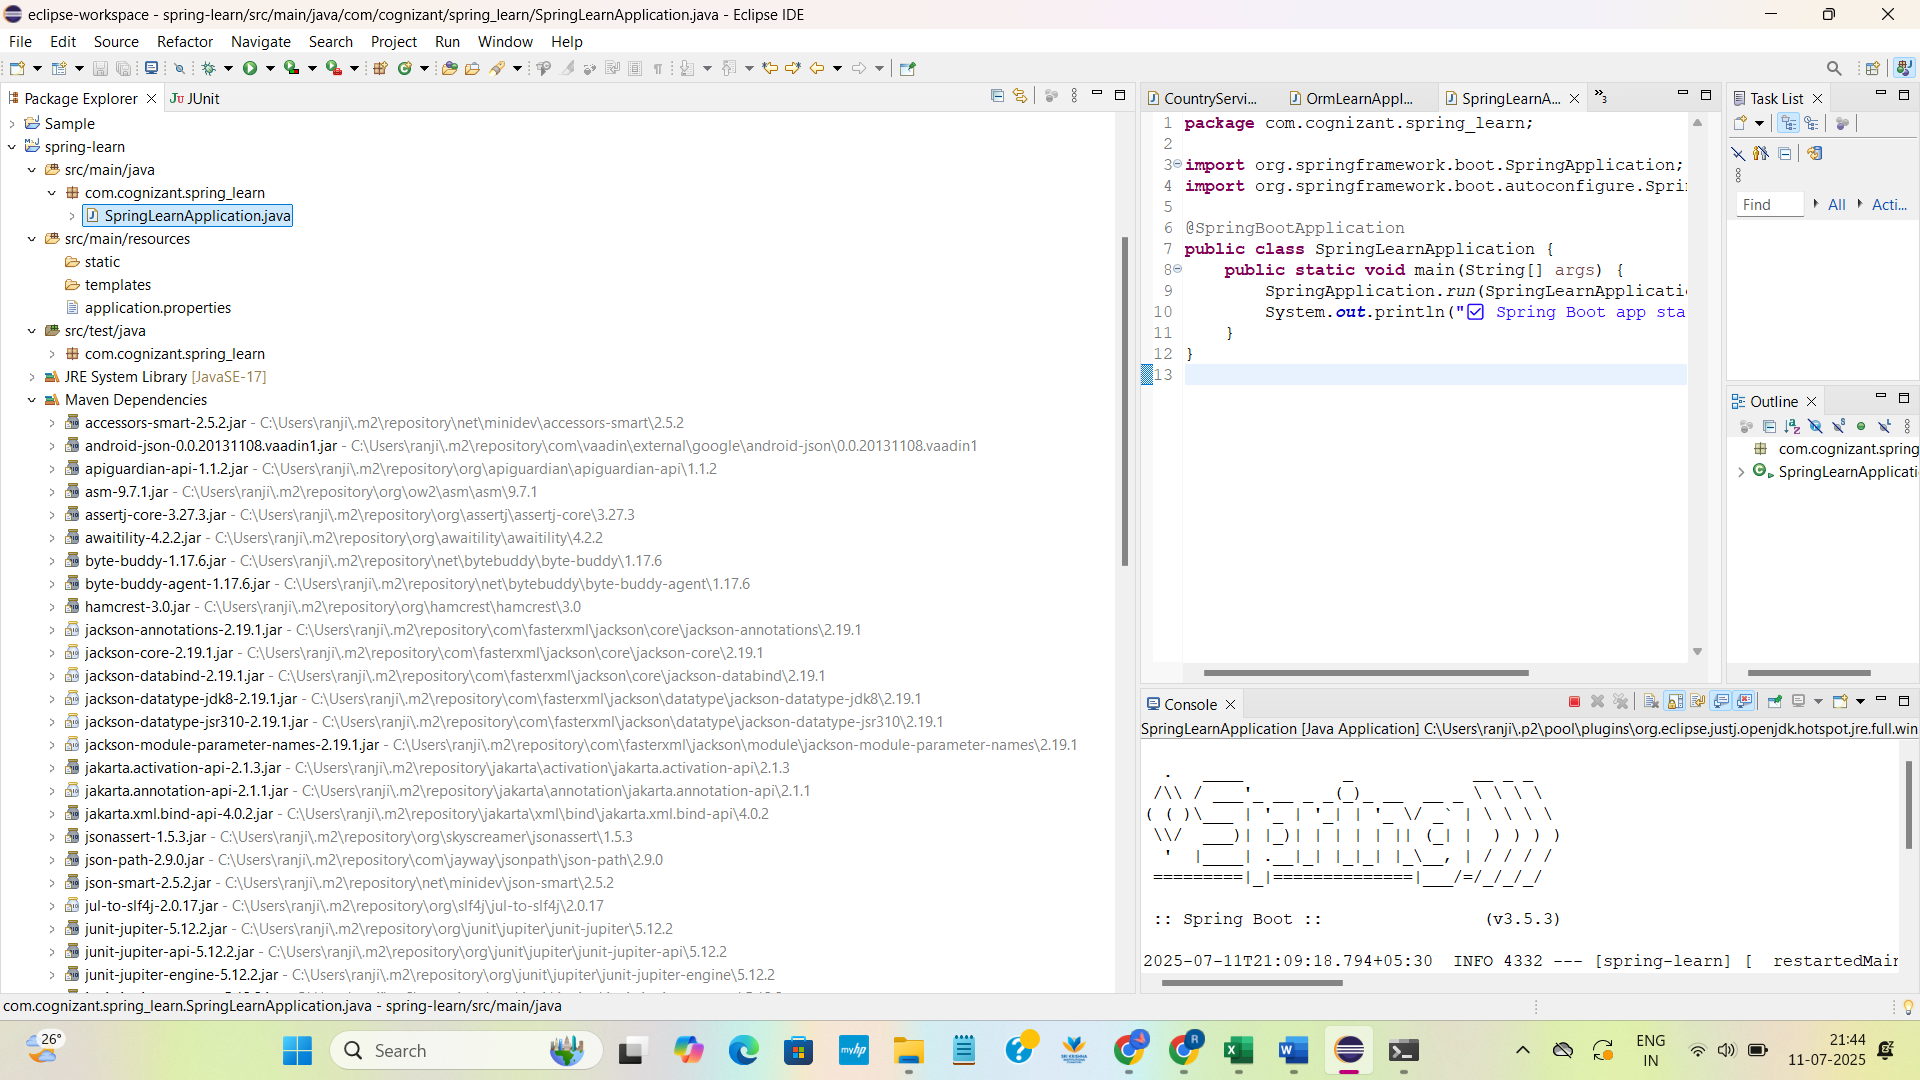 eclipse-workspace - spring-learn/src/main/java/com/cognizant/spring_learn/SpringLearnApplication.java - Eclipse IDE
File Edit Source Refactor Navigate Search Project Run Window Help
Package Explorer
JUnit
Sample
spring-learn
src/main/java
com.cognizant.spring_learn
SpringLearnApplication.java
src/main/resources
static
templates
application.properties
src/test/java
com.cognizant.spring_learn
JRE System Library [JavaSE-17]
Maven Dependencies
accessors-smart-2.5.2.jar - C:\Users\ranji\.m2\repository\net\minidev\accessors-smart\2.5.2
android-json-0.0.20131108.vaadin1.jar - C:\Users\ranji\.m2\repository\com\vaadin\external\google\android-json\0.0.20131108.vaadin1
apiguardian-api-1.1.2.jar - C:\Users\ranji\.m2\repository\org\apiguardian\apiguardian-api\1.1.2
asm-9.7.1.jar - C:\Users\ranji\.m2\repository\org\ow2\asm\asm\9.7.1
assertj-core-3.27.3.jar - C:\Users\ranji\.m2\repository\org\assertj\assertj-core\3.27.3
awaitility-4.2.2.jar - C:\Users\ranji\.m2\repository\org\awaitility\awaitility\4.2.2
byte-buddy-1.17.6.jar - C:\Users\ranji\.m2\repository\net\bytebuddy\byte-buddy\1.17.6
byte-buddy-agent-1.17.6.jar - C:\Users\ranji\.m2\repository\net\bytebuddy\byte-buddy-agent\1.17.6
hamcrest-3.0.jar - C:\Users\ranji\.m2\repository\org\hamcrest\hamcrest\3.0
jackson-annotations-2.19.1.jar - C:\Users\ranji\.m2\repository\com\fasterxml\jackson\core\jackson-annotations\2.19.1
jackson-core-2.19.1.jar - C:\Users\ranji\.m2\repository\com\fasterxml\jackson\core\jackson-core\2.19.1
jackson-databind-2.19.1.jar - C:\Users\ranji\.m2\repository\com\fasterxml\jackson\core\jackson-databind\2.19.1
jackson-datatype-jdk8-2.19.1.jar - C:\Users\ranji\.m2\repository\com\fasterxml\jackson\datatype\jackson-datatype-jdk8\2.19.1
jackson-datatype-jsr310-2.19.1.jar - C:\Users\ranji\.m2\repository\com\fasterxml\jackson\datatype\jackson-datatype-jsr310\2.19.1
jackson-module-parameter-names-2.19.1.jar - C:\Users\ranji\.m2\repository\com\fasterxml\jackson\module\jackson-module-parameter-names\2.19.1
jakarta.activation-api-2.1.3.jar - C:\Users\ranji\.m2\repository\jakarta\activation\jakarta.activation-api\2.1.3
jakarta.annotation-api-2.1.1.jar - C:\Users\ranji\.m2\repository\jakarta\annotation\jakarta.annotation-api\2.1.1
jakarta.xml.bind-api-4.0.2.jar - C:\Users\ranji\.m2\repository\jakarta\xml\bind\jakarta.xml.bind-api\4.0.2
jsonassert-1.5.3.jar - C:\Users\ranji\.m2\repository\org\skyscreamer\jsonassert\1.5.3
json-path-2.9.0.jar - C:\Users\ranji\.m2\repository\com\jayway\jsonpath\json-path\2.9.0
json-smart-2.5.2.jar - C:\Users\ranji\.m2\repository\net\minidev\json-smart\2.5.2
jul-to-slf4j-2.0.17.jar - C:\Users\ranji\.m2\repository\org\slf4j\jul-to-slf4j\2.0.17
junit-jupiter-5.12.2.jar - C:\Users\ranji\.m2\repository\org\junit\jupiter\junit-jupiter\5.12.2
junit-jupiter-api-5.12.2.jar - C:\Users\ranji\.m2\repository\org\junit\jupiter\junit-jupiter-api\5.12.2
junit-jupiter-engine-5.12.2.jar - C:\Users\ranji\.m2\repository\org\junit\jupiter\junit-jupiter-engine\5.12.2
CountryServi... OrmLearnAppl... SpringLearnA... 3
1 package com.cognizant.spring_learn;
2
3 import org.springframework.boot.SpringApplication;
4 import org.springframework.boot.autoconfigure.Spri
5
6 @SpringBootApplication
7 public class SpringLearnApplication {
8 public static void main(String[] args) {
9 SpringApplication.run(SpringLearnApplicati
10 System.out.println("☑ Spring Boot app sta
11 }
12 }
13
Task List
Find All Acti...
Outline
com.cognizant.spring
SpringLearnApplicati
Console
SpringLearnApplication [Java Application] C:\Users\ranji\.p2\pool\plugins\org.eclipse.justj.openjdk.hotspot.jre.full.win
:: Spring Boot :: (v3.5.3)
2025-07-11T21:09:18.794+05:30 INFO 4332 --- [spring-learn] [ restartedMain
com.cognizant.spring_learn.SpringLearnApplication.java - spring-learn/src/main/java
26°
Search
myhp
ENG
IN
21:44
11-07-2025